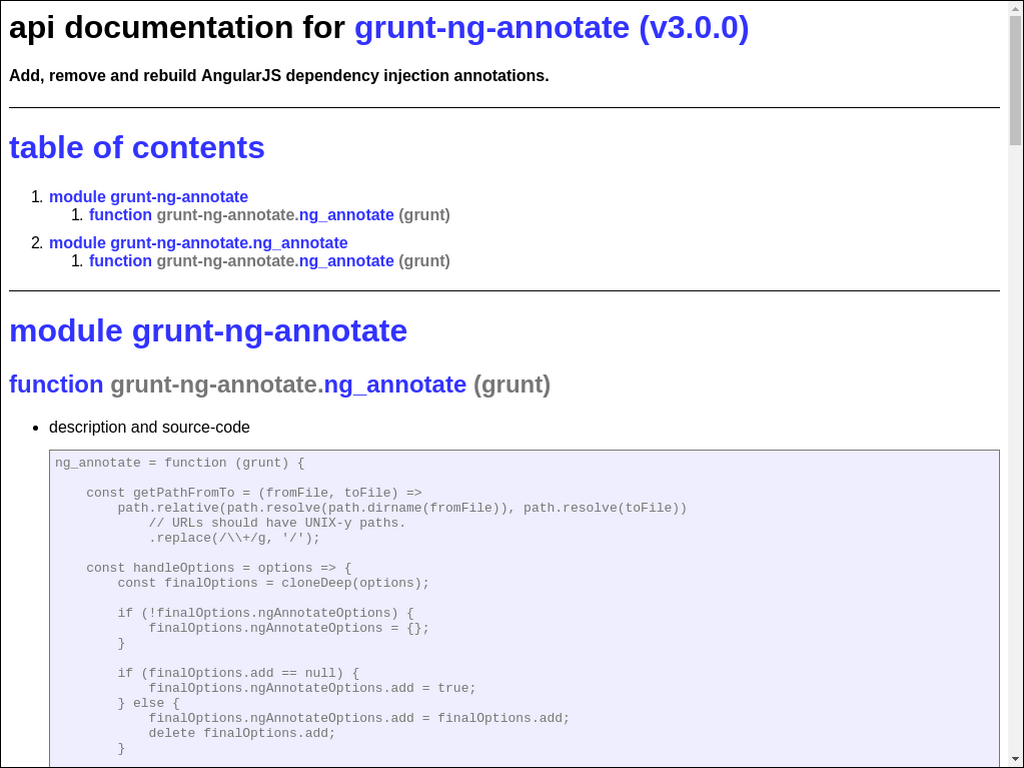 api documentation for grunt-ng-annotate (v3.0.0)
Add, remove and rebuild AngularJS dependency injection annotations.
table of contents
1. module grunt-ng-annotate
1. function grunt-ng-annotate.ng_annotate (grunt)
2. module grunt-ng-annotate.ng_annotate
1. function grunt-ng-annotate.ng_annotate (grunt)
module grunt-ng-annotate
function grunt-ng-annotate.ng_annotate (grunt)
• description and source-code
ng_annotate = function (grunt) {
    const getPathFromTo = (fromFile, toFile) =>
        path.relative(path.resolve(path.dirname(fromFile)), path.resolve(toFile))
            // URLs should have UNIX-y paths.
            .replace(/\\+/g, '/');
    const handleOptions = options => {
        const finalOptions = cloneDeep(options);
        if (!finalOptions.ngAnnotateOptions) {
            finalOptions.ngAnnotateOptions = {};
        }
        if (finalOptions.add == null) {
            finalOptions.ngAnnotateOptions.add = true;
        } else {
            finalOptions.ngAnnotateOptions.add = finalOptions.add;
            delete finalOptions.add;
        }